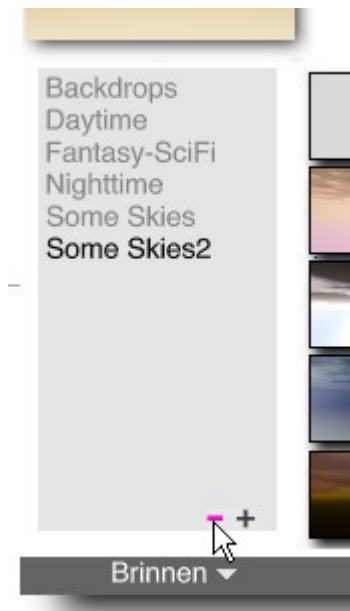 Backdrops
Daytime
Fantasy-SciFi
Nighttime
Some Skies
Some Skies2
- +
Brinnen